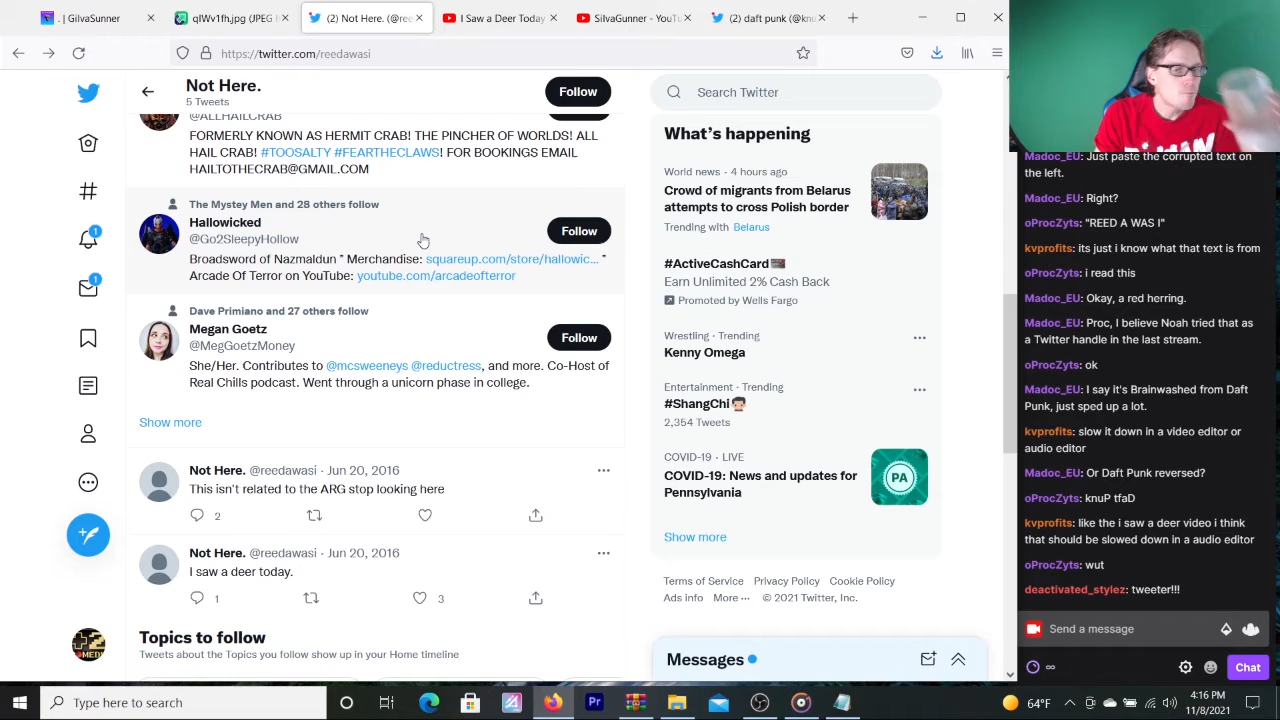 . GilvaSunner
qIWv1fh.jpg (JPEG
(2) Not Here. (@ree
I Saw a Deer Today
SilvaGunner - YouT
(2) daft punk (@knu
https://twitter.com/reedawasi
Not Here.
5 Tweets
Follow
@ALLHAILCRAB
FORMERLY KNOWN AS HERMIT CRAB! THE PINCHER OF WORLDS! ALL
HAIL CRAB! #TOOSALTY #FEARTHECLAWS! FOR BOOKINGS EMAIL
HAILTOTHECRAB@GMAIL.COM
The Mystey Men and 28 others follow
Hallowicked
@Go2SleepyHollow
Follow
Broadsword of Nazmaldun * Merchandise: squareup.com/store/hallowic... *
Arcade Of Terror on YouTube: youtube.com/arcadeofterror
Dave Primiano and 27 others follow
Megan Goetz
@MegGoetzMoney
Follow
She/Her. Contributes to @mcsweeneys @reductress, and more. Co-Host of
Real Chills podcast. Went through a unicorn phase in college.
Show more
Not Here. @reedawasi · Jun 20, 2016
This isn't related to the ARG stop looking here
2
Not Here. @reedawasi · Jun 20, 2016
I saw a deer today.
1
3
Topics to follow
Tweets about the Topics you follow show up in your Home timeline
1
1
Search Twitter
What's happening
World news · 4 hours ago
Crowd of migrants from Belarus
attempts to cross Polish border
Trending with Belarus
#ActiveCashCard
Earn Unlimited 2% Cash Back
Promoted by Wells Fargo
Wrestling · Trending
Kenny Omega
Entertainment · Trending
#ShangChi
2,354 Tweets
COVID-19 · LIVE
COVID-19: News and updates for
Pennsylvania
PA
Show more
Terms of Service Privacy Policy Cookie Policy
Ads info More ··· © 2021 Twitter, Inc.
Messages
Madoc_EU: Just paste the corrupted text on
the left.
Madoc_EU: Right?
oProcZyts: "REED A WAS I"
kvprofits: its just i know what that text is from
oProcZyts: i read this
Madoc_EU: Okay, a red herring.
Madoc_EU: Proc, I believe Noah tried that as
a Twitter handle in the last stream.
oProcZyts: ok
Madoc_EU: I say it's Brainwashed from Daft
Punk, just sped up a lot.
kvprofits: slow it down in a video editor or
audio editor
Madoc_EU: Or Daft Punk reversed?
oProcZyts: knuP tfaD
kvprofits: like the i saw a deer video i think
that should be slowed down in a audio editor
oProcZyts: wut
deactivated_stylez: tweeter!!!
Send a message
∞
Chat
Type here to search
Pr
64°F
4:16 PM
11/8/2021